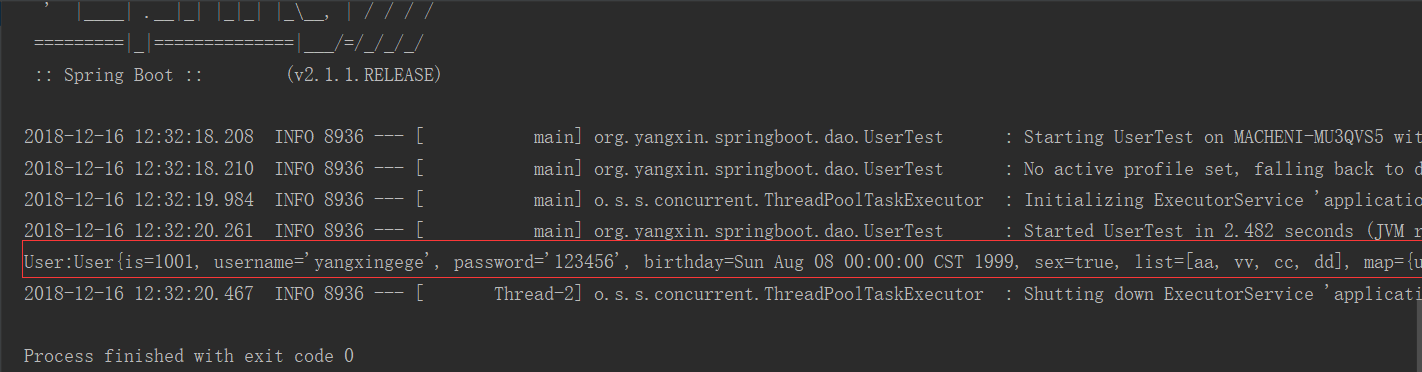 '  |____| .__|_| |_|_| |_\__, | / / / /
=========|_|==============|___/=/_/_/_/
:: Spring Boot ::        (v2.1.1.RELEASE)
2018-12-16 12:32:18.208  INFO 8936 --- [           main] org.yangxin.springboot.dao.UserTest      : Starting UserTest on MACHENI-MU3QVS5 wit
2018-12-16 12:32:18.210  INFO 8936 --- [           main] org.yangxin.springboot.dao.UserTest      : No active profile set, falling back to d
2018-12-16 12:32:19.984  INFO 8936 --- [           main] o.s.s.concurrent.ThreadPoolTaskExecutor  : Initializing ExecutorService 'applicatio
2018-12-16 12:32:20.261  INFO 8936 --- [           main] org.yangxin.springboot.dao.UserTest      : Started UserTest in 2.482 seconds (JVM r
User:User{is=1001, username='yangxingege', password='123456', birthday=Sun Aug 08 00:00:00 CST 1999, sex=true, list=[aa, vv, cc, dd], map={u
2018-12-16 12:32:20.467  INFO 8936 --- [       Thread-2] o.s.s.concurrent.ThreadPoolTaskExecutor  : Shutting down ExecutorService 'applicati
Process finished with exit code 0